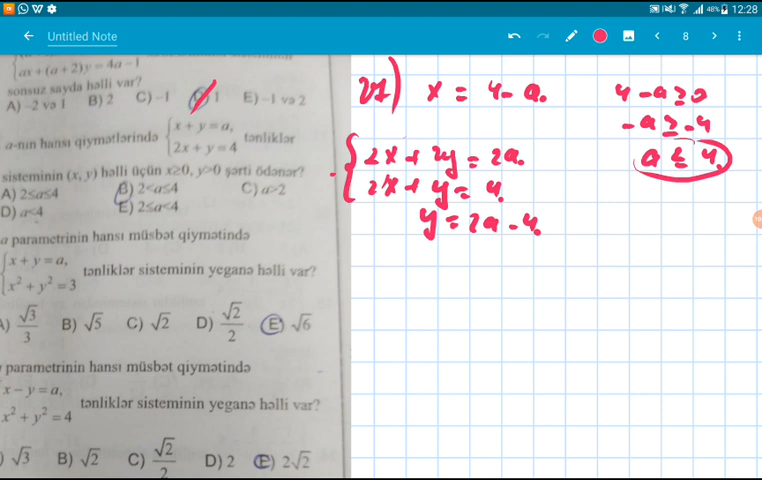 48% 12:28
Untitled Note
8
ax+(a+2)y=4a-1
sonsuz sayda həlli var?
A) -2 və 1 B) 2 C) -1 1 E) -1 və 2
a-nın hansı qiymətlərində {x+y=a, tənliklər
2x+y=4
sisteminin (x, y) həlli üçün x≥0, y>0 şərti ödənər?
A) 2≤a≤4 B) 2<a≤4 C) a>2
D) a<4 E) 2≤a<4
a parametrinin hansı müsbət qiymətində
{x+y=a,
x²+y²=3 tənliklər sisteminin yeganə həlli var?
A) √3/3 B) √5 C) √2 D) √2/2 E) √6
parametrinin hansı müsbət qiymətində
x-y=a,
x²+y²=4 tənliklər sisteminin yeganə həlli var?
) √3 B) √2 C) √2/2 D) 2 E) 2√2
x = 4-a.
{2x+2y=2a.
2x+y=4.
y=2a-4.
4-a≥0
-a≥-4
a≤4.